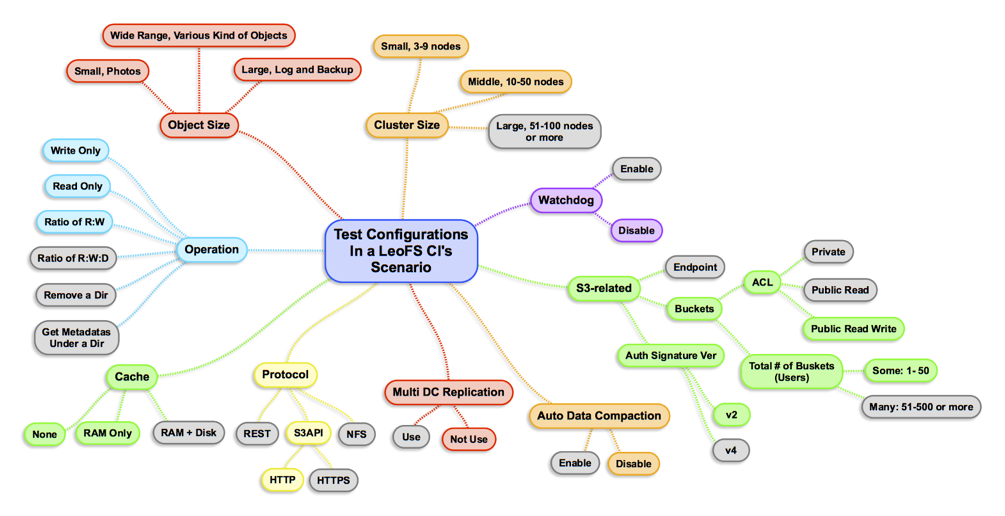 Wide Range, Various Kind of Objects
Small, Photos
Large, Log and Backup
Object Size
Small, 3-9 nodes
Middle, 10-50 nodes
Cluster Size
Large, 51-100 nodes
or more
Write Only
Read Only
Ratio of R:W
Ratio of R:W:D
Remove a Dir
Get Metadatas
Under a Dir
Operation
Test Configurations
In a LeoFS CI's
Scenario
Enable
Watchdog
Disable
Endpoint
S3-related
Buckets
ACL
Private
Public Read
Public Read Write
Total # of Buskets
(Users)
Some: 1- 50
Many: 51-500 or more
Auth Signature Ver
v2
v4
Cache
None
RAM Only
RAM + Disk
Protocol
REST
S3API
NFS
HTTP
HTTPS
Multi DC Replication
Use
Not Use
Auto Data Compaction
Enable
Disable